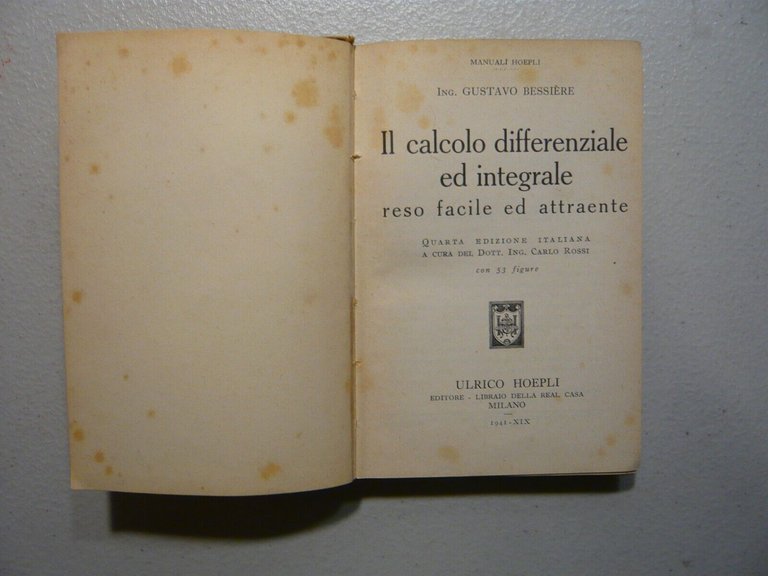 MANUALI HOEPLI
ING. GUSTAVO BESSIÈRE
Il calcolo differenziale
ed integrale
reso facile ed attraente
QUARTA EDIZIONE ITALIANA
A CURA DEL DOTT. ING. CARLO ROSSI
con 53 figure
ULRICO HOEPLI
EDITORE - LIBRAIO DELLA REAL CASA
MILANO
1941-XIX